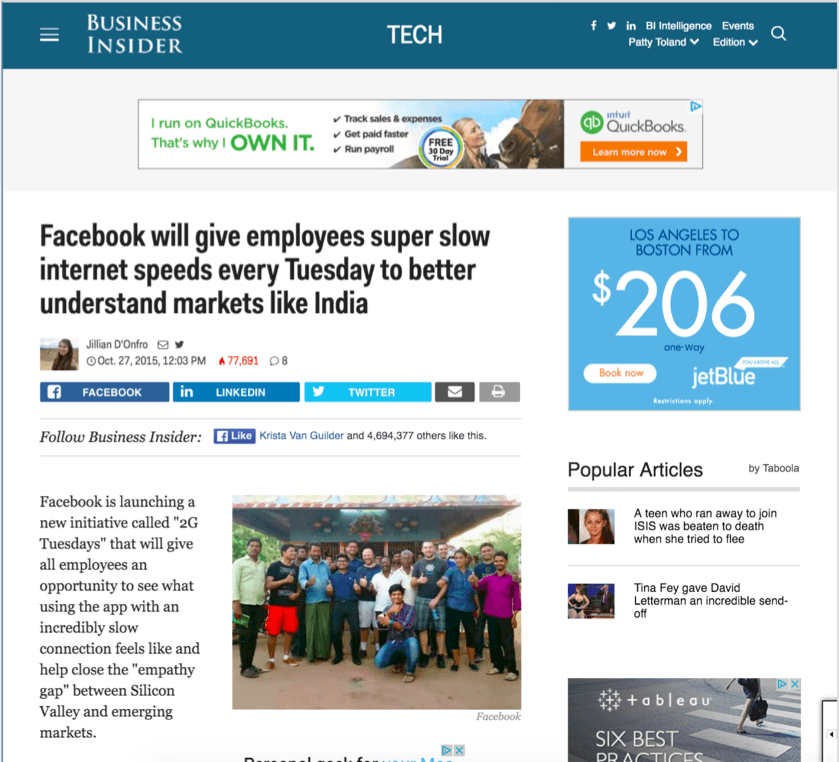 BUSINESS
INSIDER
TECH
BI Intelligence Events
Patty Toland Edition
I run on QuickBooks.
That's why I OWN IT.
✓ Track sales & expenses
✓ Get paid faster
✓ Run payroll
FREE
30 Day
Trial
intuit
qb QuickBooks.
Learn more now
Facebook will give employees super slow
internet speeds every Tuesday to better
understand markets like India
Jillian D'Onfro
Oct. 27, 2015, 12:03 PM 77,691 8
FACEBOOK LINKEDIN TWITTER
Follow Business Insider: Like Krista Van Guilder and 4,694,377 others like this.
Facebook is launching a
new initiative called "2G
Tuesdays" that will give
all employees an
opportunity to see what
using the app with an
incredibly slow
connection feels like and
help close the "empathy
gap" between Silicon
Valley and emerging
markets.
Facebook
LOS ANGELES TO
BOSTON FROM
$206
one-way
Book now
YOU ABOVE ALL
jetBlue
Restrictions apply.
Popular Articles by Taboola
A teen who ran away to join
ISIS was beaten to death
when she tried to flee
Tina Fey gave David
Letterman an incredible send-
off
+ableau
SIX BEST
PRACTICES
Personal geek for your Mac